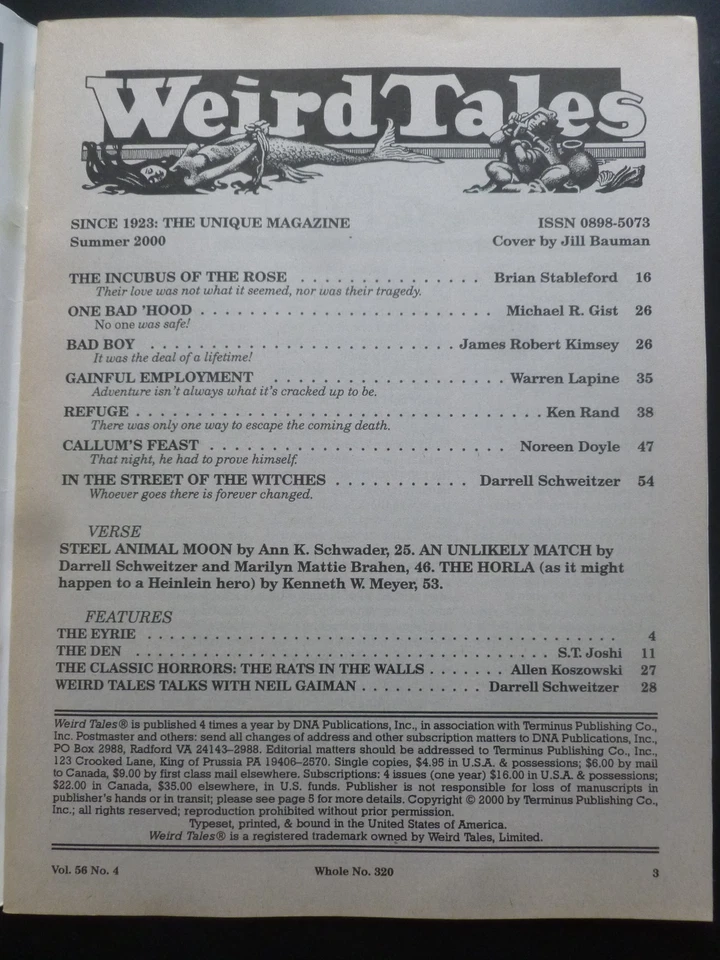 Weird Tales
SINCE 1923: THE UNIQUE MAGAZINE ISSN 0898-5073
Summer 2000 Cover by Jill Bauman
THE INCUBUS OF THE ROSE . . . . . . . . . . . . . . . Brian Stableford 16
Their love was not what it seemed, nor was their tragedy.
ONE BAD 'HOOD . . . . . . . . . . . . . . . . . . . . . . . . . Michael R. Gist 26
No one was safe!
BAD BOY . . . . . . . . . . . . . . . . . . . . . . . . . . James Robert Kimsey 26
It was the deal of a lifetime!
GAINFUL EMPLOYMENT . . . . . . . . . . . . . . . . . . . Warren Lapine 35
Adventure isn't always what it's cracked up to be.
REFUGE . . . . . . . . . . . . . . . . . . . . . . . . . . . . . . . . . . Ken Rand 38
There was only one way to escape the coming death.
CALLUM'S FEAST . . . . . . . . . . . . . . . . . . . . . . . . Noreen Doyle 47
That night, he had to prove himself.
IN THE STREET OF THE WITCHES . . . . . . . . . . . Darrell Schweitzer 54
Whoever goes there is forever changed.
VERSE
STEEL ANIMAL MOON by Ann K. Schwader, 25. AN UNLIKELY MATCH by
Darrell Schweitzer and Marilyn Mattie Brahen, 46. THE HORLA (as it might
happen to a Heinlein hero) by Kenneth W. Meyer, 53.
FEATURES
THE EYRIE . . . . . . . . . . . . . . . . . . . . . . . . . . . . . . . . . . . . . . 4
THE DEN . . . . . . . . . . . . . . . . . . . . . . . . . . . . . . . . . S.T. Joshi 11
THE CLASSIC HORRORS: THE RATS IN THE WALLS . . . . . . . Allen Koszowski 27
WEIRD TALES TALKS WITH NEIL GAIMAN . . . . . . . . . . . Darrell Schweitzer 28
Weird Tales® is published 4 times a year by DNA Publications, Inc., in association with Terminus Publishing Co.,
Inc. Postmaster and others: send all changes of address and other subscription matters to DNA Publications, Inc.,
PO Box 2988, Radford VA 24143-2988. Editorial matters should be addressed to Terminus Publishing Co., Inc.,
123 Crooked Lane, King of Prussia PA 19406-2570. Single copies, $4.95 in U.S.A. & possessions; $6.00 by mail
to Canada, $9.00 by first class mail elsewhere. Subscriptions: 4 issues (one year) $16.00 in U.S.A. & possessions;
$22.00 in Canada, $35.00 elsewhere, in U.S. funds. Publisher is not responsible for loss of manuscripts in
publisher's hands or in transit; please see page 5 for more details. Copyright © 2000 by Terminus Publishing Co.,
Inc.; all rights reserved; reproduction prohibited without prior permission.
Typeset, printed, & bound in the United States of America.
Weird Tales® is a registered trademark owned by Weird Tales, Limited.
Vol. 56 No. 4 Whole No. 320 3